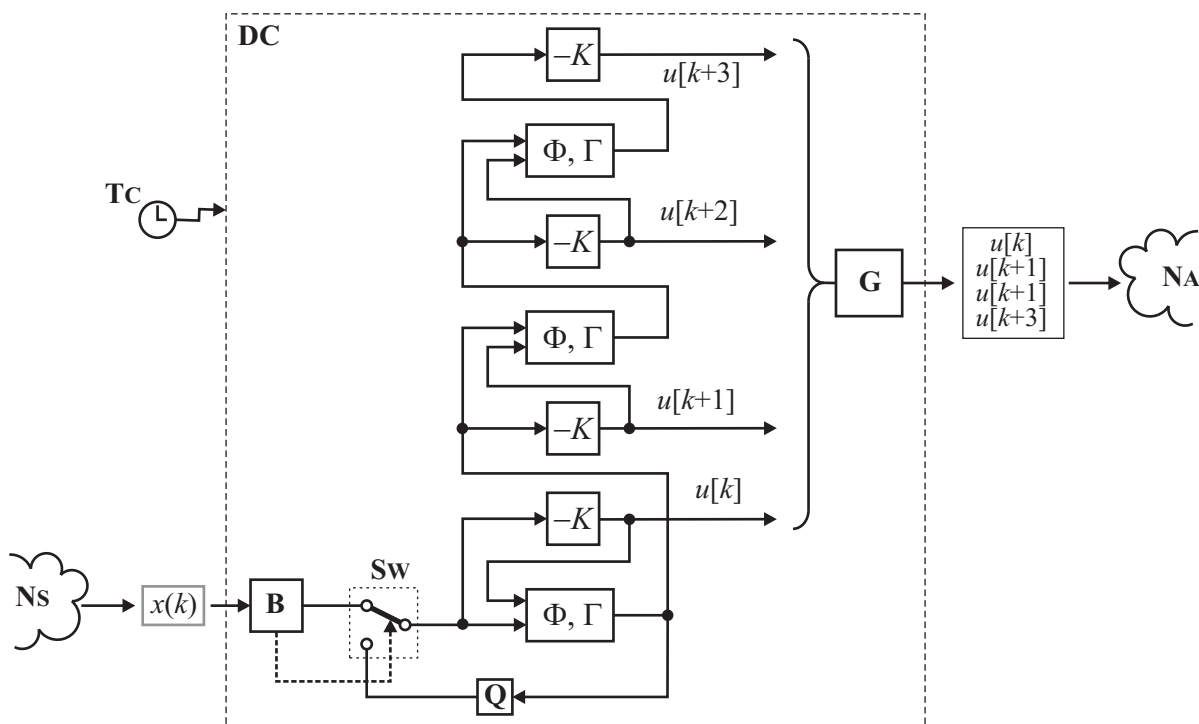 DC
–K
u[k+3]
Φ, Γ
Tc
u[k+2]
–K
u[k]
u[k+1]
u[k+1]
u[k+3]
G
NA
Φ, Γ
u[k+1]
–K
u[k]
–K
Sw
Ns
x(k)
B
Φ, Γ
Q